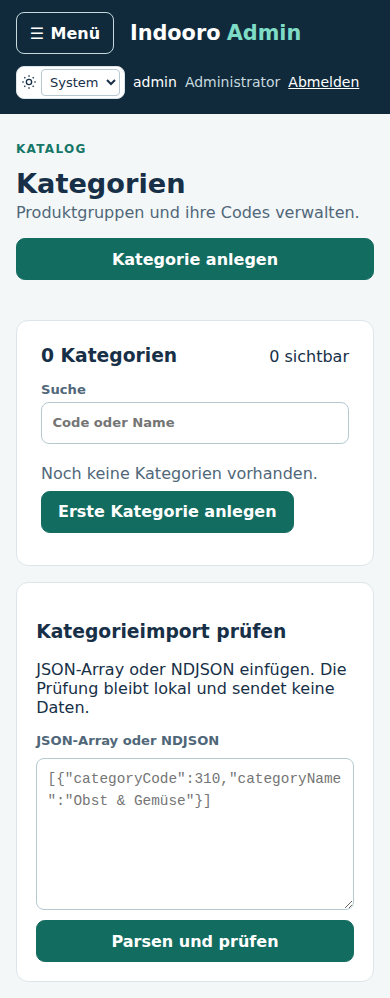 ☰ Menü Indooro Admin
System admin Administrator Abmelden
KATALOG
Kategorien
Produktgruppen und ihre Codes verwalten.
Kategorie anlegen
0 Kategorien 0 sichtbar
Suche
Code oder Name
Noch keine Kategorien vorhanden.
Erste Kategorie anlegen
Kategorieimport prüfen
JSON-Array oder NDJSON einfügen. Die
Prüfung bleibt lokal und sendet keine
Daten.
JSON-Array oder NDJSON
[{"categoryCode":310,"categoryName
":"Obst & Gemüse"}]
Parsen und prüfen